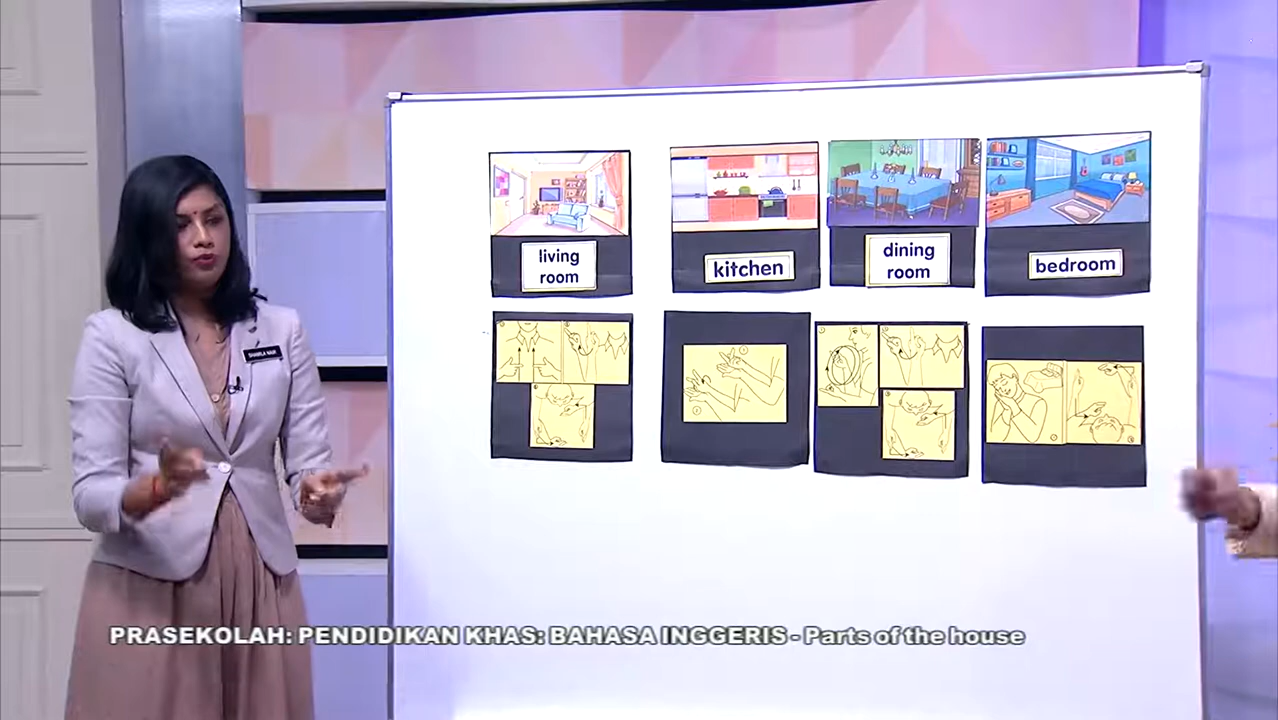 living
room
kitchen
dining
room
bedroom
PRASEKOLAH: PENDIDIKAN KHAS: BAHASA INGGERIS - Parts of the house